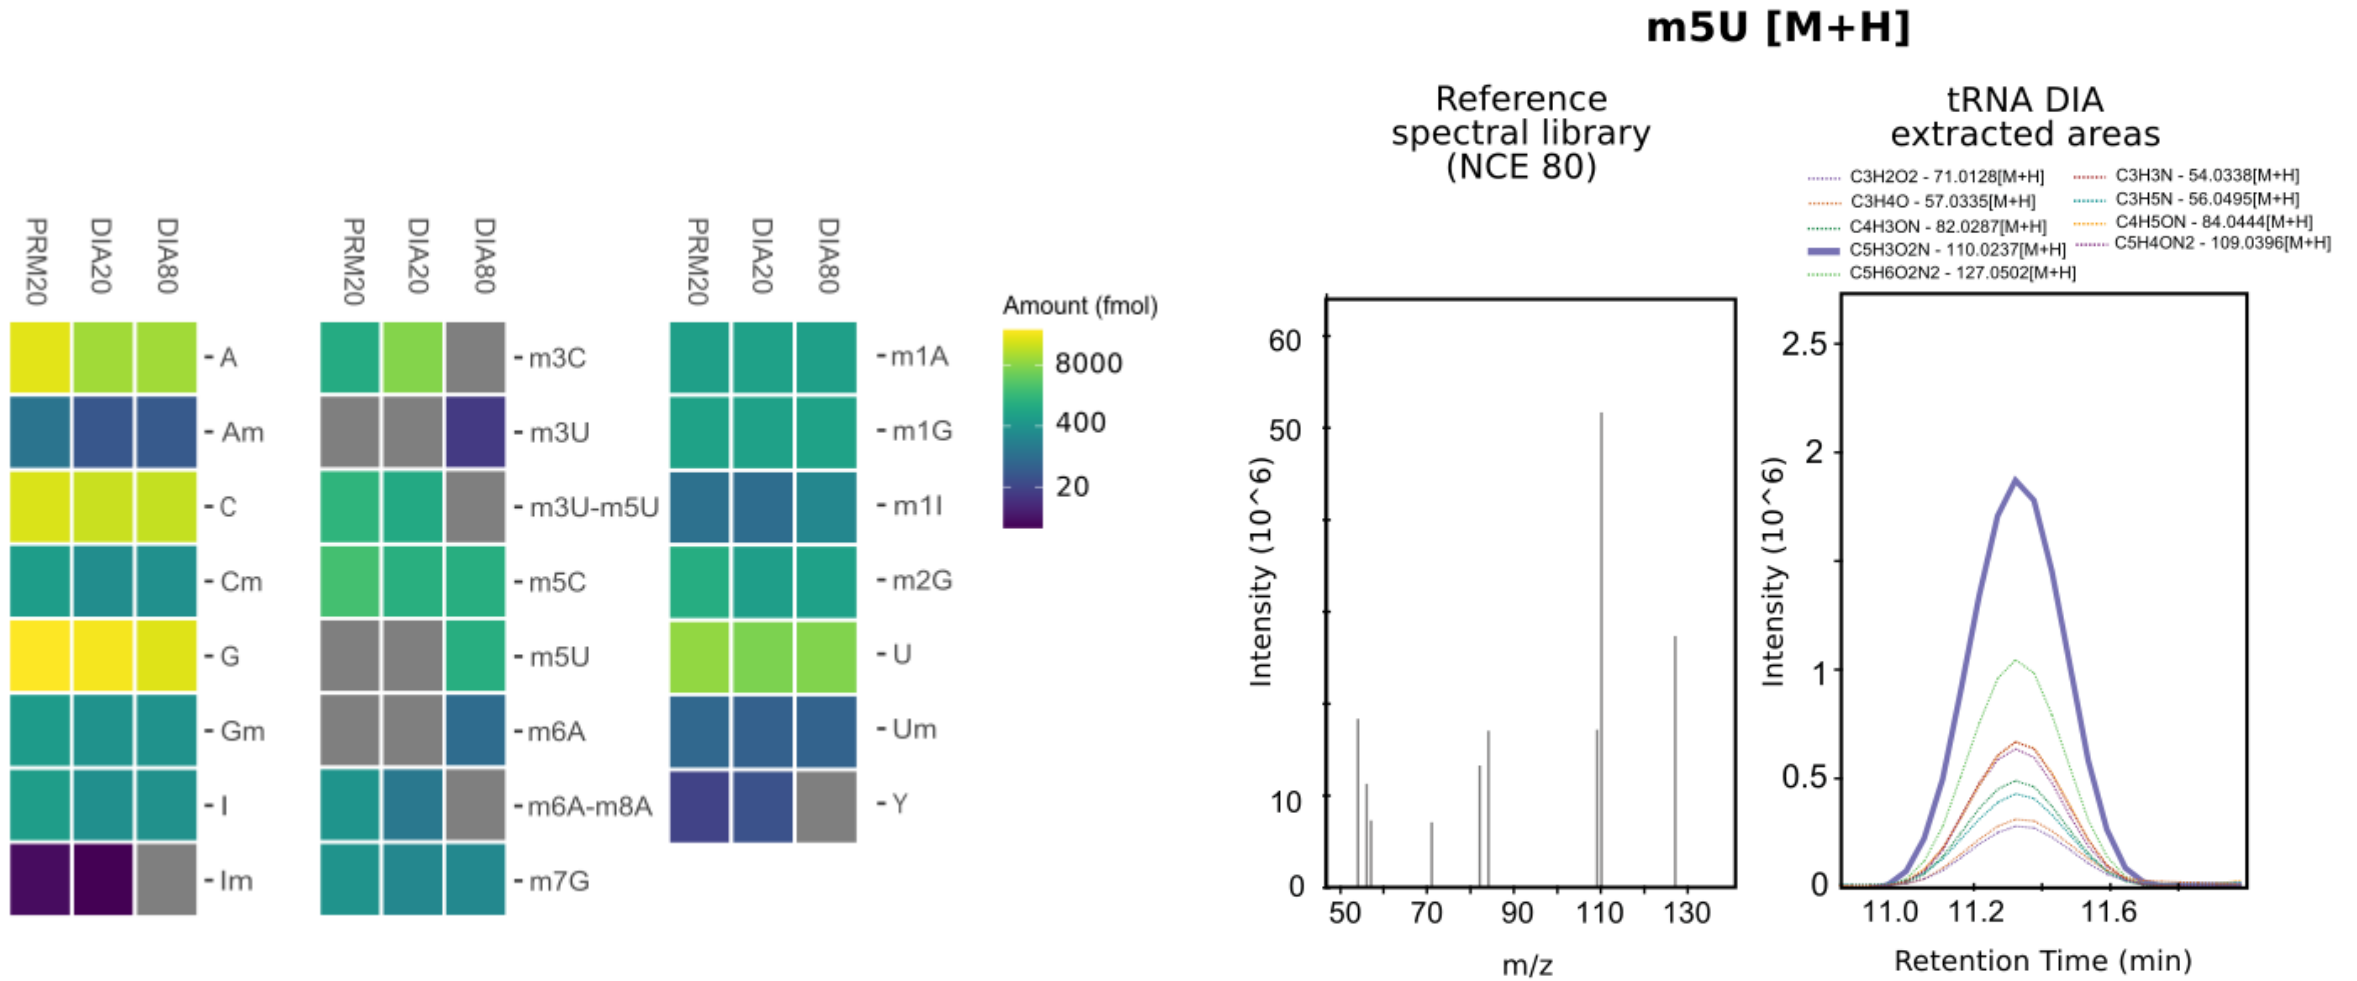 m5U [M+H]
Reference
spectral library
(NCE 80)
tRNA DIA
extracted areas
C3H2O2 - 71.0128[M+H]
C3H4O - 57.0335[M+H]
C4H3ON - 82.0287[M+H]
C5H3O2N - 110.0237[M+H]
C5H6O2N2 - 127.0502[M+H]
C3H3N - 54.0338[M+H]
C3H5N - 56.0495[M+H]
C4H5ON - 84.0444[M+H]
C5H4ON2 - 109.0396[M+H]
PRM20 DIA20 DIA80
A
Am
C
Cm
G
Gm
I
Im
PRM20 DIA20 DIA80
m3C
m3U
m3U-m5U
m5C
m5U
m6A
m6A-m8A
m7G
PRM20 DIA20 DIA80
m1A
m1G
m1I
m2G
U
Um
Y
Amount (fmol)
8000
400
20
Intensity (10^6)
60
50
10
0
50 70 90 110 130
m/z
Intensity (10^6)
2.5
2
1
0.5
0
11.0 11.2 11.6
Retention Time (min)